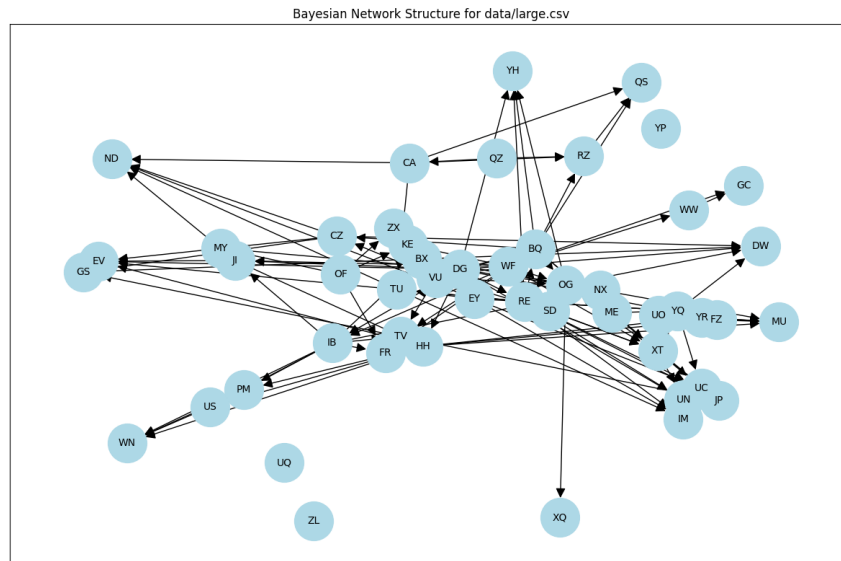 Bayesian Network Structure for data/large.csv
YH
QS
YP
ND
CA
QZ
RZ
GC
WW
ZX
CZ
KE
MY
BQ
DW
EV
JI
BX
GS
OF
VU
DG
WF
OG
TU
EY
NX
RE
SD
ME
UO
YQ
YR
FZ
MU
IB
TV
FR
HH
XT
PM
US
UC
UN
JP
IM
WN
UQ
ZL
XQ